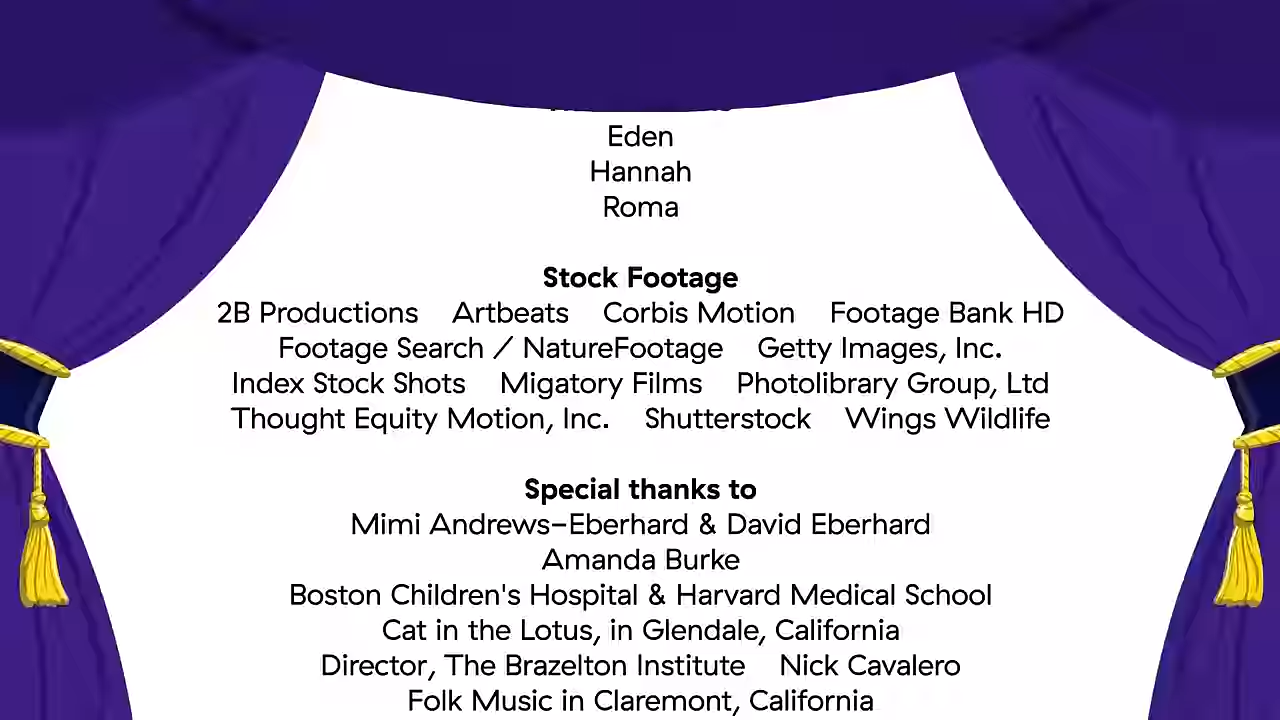 Eden
Hannah
Roma
Stock Footage
2B Productions Artbeats Corbis Motion Footage Bank HD
Footage Search / NatureFootage Getty Images, Inc.
Index Stock Shots Migatory Films Photolibrary Group, Ltd
Thought Equity Motion, Inc. Shutterstock Wings Wildlife
Special thanks to
Mimi Andrews-Eberhard & David Eberhard
Amanda Burke
Boston Children's Hospital & Harvard Medical School
Cat in the Lotus, in Glendale, California
Director, The Brazelton Institute Nick Cavalero
Folk Music in Claremont, California